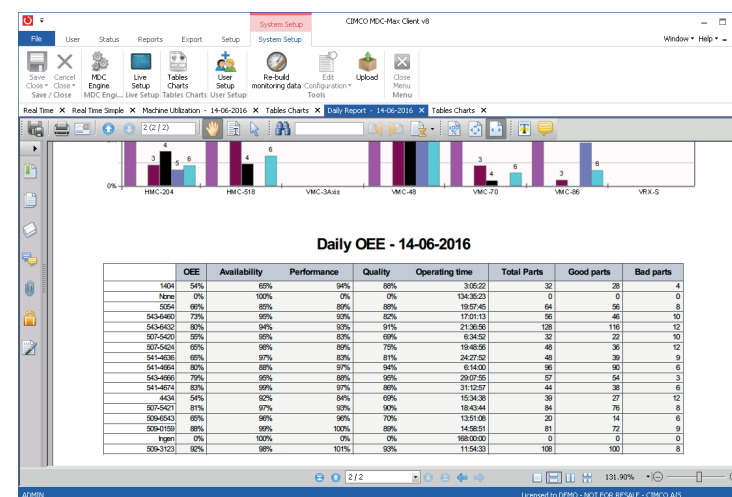 CIMCO MDC-Max Client v8
System Setup
File User Status Reports Export Setup System Setup Window Help
Save Close Cancel Close MDC Engine Live Setup Tables Charts User Setup Re-build monitoring data Edit Configuration Upload Close Menu
Save / Close MDC Engi... Live Setup Tables Charts User Setup Tools Menu
Real Time X Real Time Simple X Machine Utilization - 14-06-2016 X Tables Charts X Daily Report - 14-06-2016 X Tables Charts X
2 (2 / 2)
4 6
3 5 6 4 3 4 6 3 6
0%
HMC-204 HMC-518 VMC-3Axis VMC-48 VMC-70 VMC-86 VRX-S
Daily OEE - 14-06-2016
OEE Availability Performance Quality Operating time Total Parts Good parts Bad parts
1404 54% 65% 94% 88% 3:05:22 32 28 4
None 0% 100% 0% 0% 134:35:23 0 0 0
5054 66% 85% 89% 88% 19:57:45 64 56 8
543-6460 73% 95% 93% 82% 17:01:13 56 46 10
543-6432 80% 94% 93% 91% 21:36:56 128 116 12
507-5420 55% 95% 83% 69% 6:34:52 32 22 10
507-5424 65% 98% 89% 75% 19:48:56 48 36 12
541-4636 65% 97% 83% 81% 24:27:52 48 39 9
541-4664 80% 88% 97% 94% 6:14:00 96 90 6
543-4666 79% 95% 88% 95% 29:07:55 57 54 3
541-4674 83% 99% 97% 86% 31:12:57 44 38 6
4434 54% 92% 84% 69% 15:34:38 39 27 12
507-5421 81% 97% 93% 90% 18:43:44 84 76 8
509-6543 65% 96% 96% 70% 13:51:08 20 14 6
509-0159 88% 99% 100% 89% 14:58:51 81 72 9
Ingen 0% 100% 0% 0% 168:00:00 0 0 0
509-3123 92% 98% 101% 93% 11:54:33 108 100 8
2 / 2 131.90%
ADMIN Licensed to DEMO - NOT FOR RESALE - CIMCO A/S